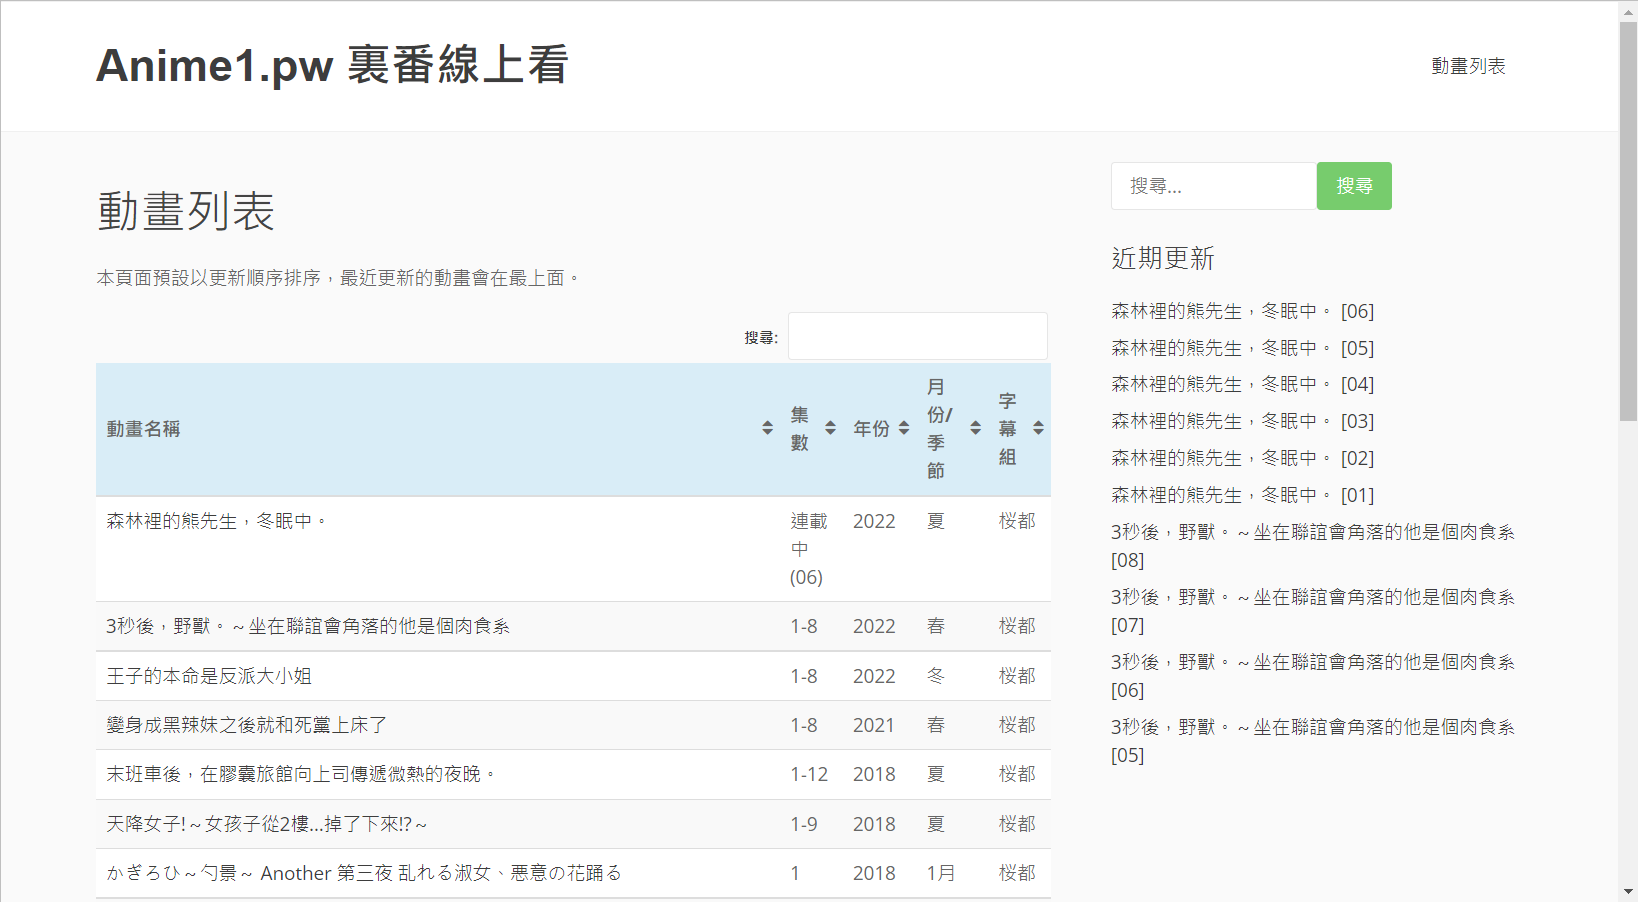 Anime1.pw 裏番線上看
動畫列表
動畫列表
本頁面預設以更新順序排序，最近更新的動畫會在最上面。
搜尋:
動畫名稱 集數 年份 月份/季節 字幕組
森林裡的熊先生，冬眠中。 連載中 (06) 2022 夏 桜都
3秒後，野獸。～坐在聯誼會角落的他是個肉食系 1-8 2022 春 桜都
王子的本命是反派大小姐 1-8 2022 冬 桜都
變身成黑辣妹之後就和死黨上床了 1-8 2021 春 桜都
末班車後，在膠囊旅館向上司傳遞微熱的夜晚。 1-12 2018 夏 桜都
天降女子!～女孩子從2樓…掉了下來!?～ 1-9 2018 夏 桜都
かぎろひ～勺景～ Another 第三夜 乱れる淑女、悪意の花踊る 1 2018 1月 桜都
搜尋... 搜尋
近期更新
森林裡的熊先生，冬眠中。 [06]
森林裡的熊先生，冬眠中。 [05]
森林裡的熊先生，冬眠中。 [04]
森林裡的熊先生，冬眠中。 [03]
森林裡的熊先生，冬眠中。 [02]
森林裡的熊先生，冬眠中。 [01]
3秒後，野獸。～坐在聯誼會角落的他是個肉食系
[08]
3秒後，野獸。～坐在聯誼會角落的他是個肉食系
[07]
3秒後，野獸。～坐在聯誼會角落的他是個肉食系
[06]
3秒後，野獸。～坐在聯誼會角落的他是個肉食系
[05]